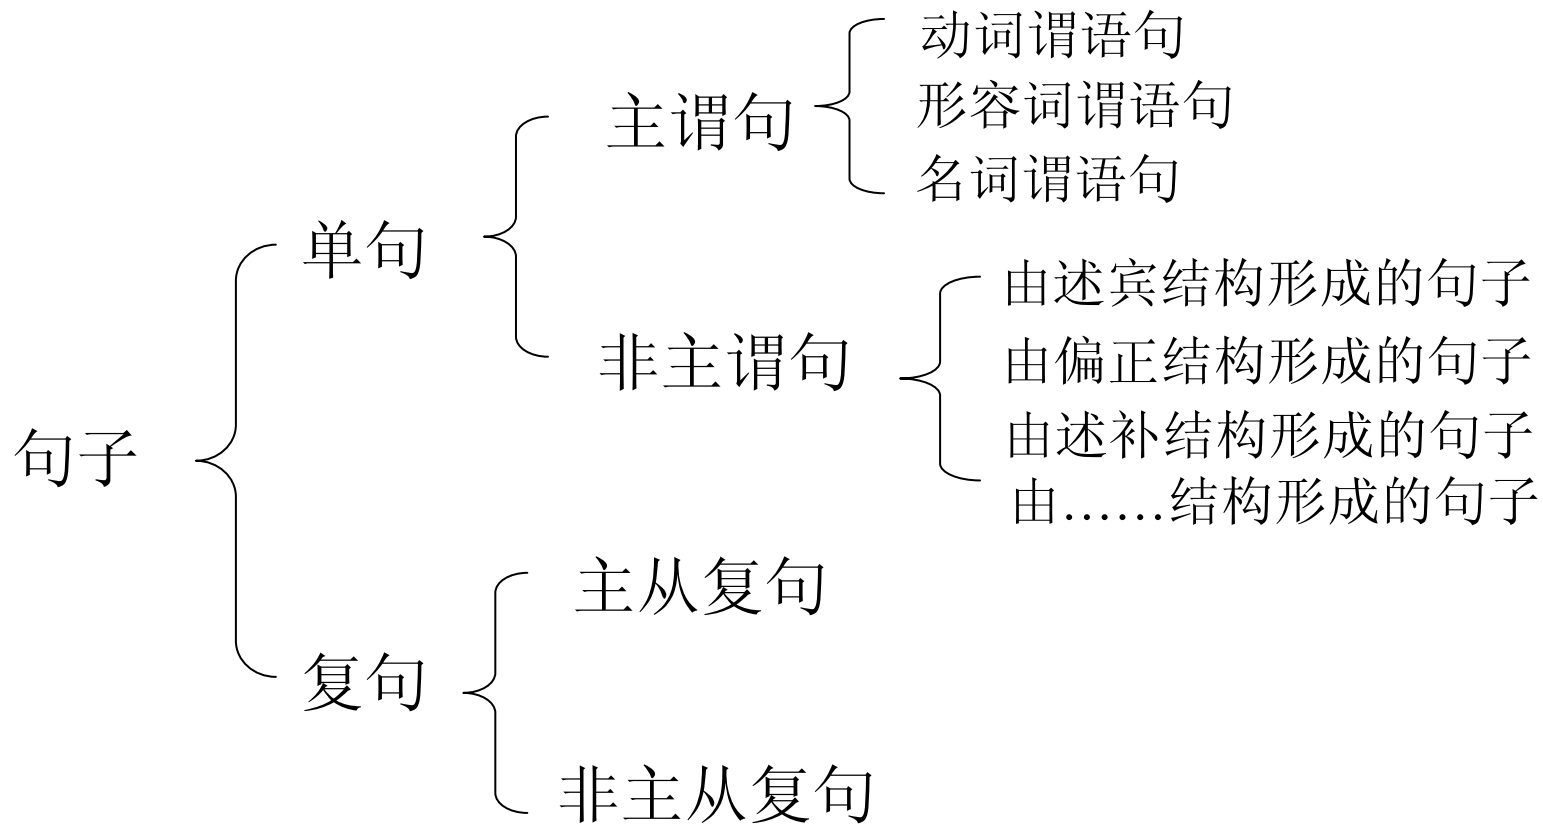 动词谓语句
形容词谓语句
主谓句
名词谓语句
单句
由述宾结构形成的句子
由偏正结构形成的句子
非主谓句
由述补结构形成的句子
句子
由……结构形成的句子
主从复句
复句
非主从复句